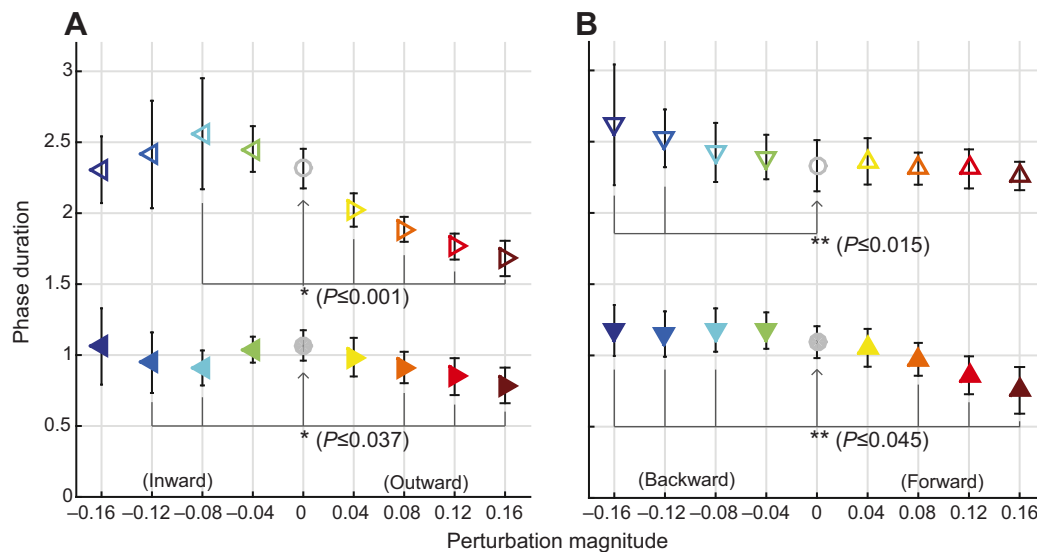 A
B
3
2.5
2
1.5
1
0.5
0
Phase duration
* (P≤0.001)
** (P≤0.015)
* (P≤0.037)
** (P≤0.045)
(Inward)
(Outward)
(Backward)
(Forward)
–0.16 –0.12 –0.08 –0.04 0 0.04 0.08 0.12 0.16
–0.16 –0.12 –0.08 –0.04 0 0.04 0.08 0.12 0.16
Perturbation magnitude